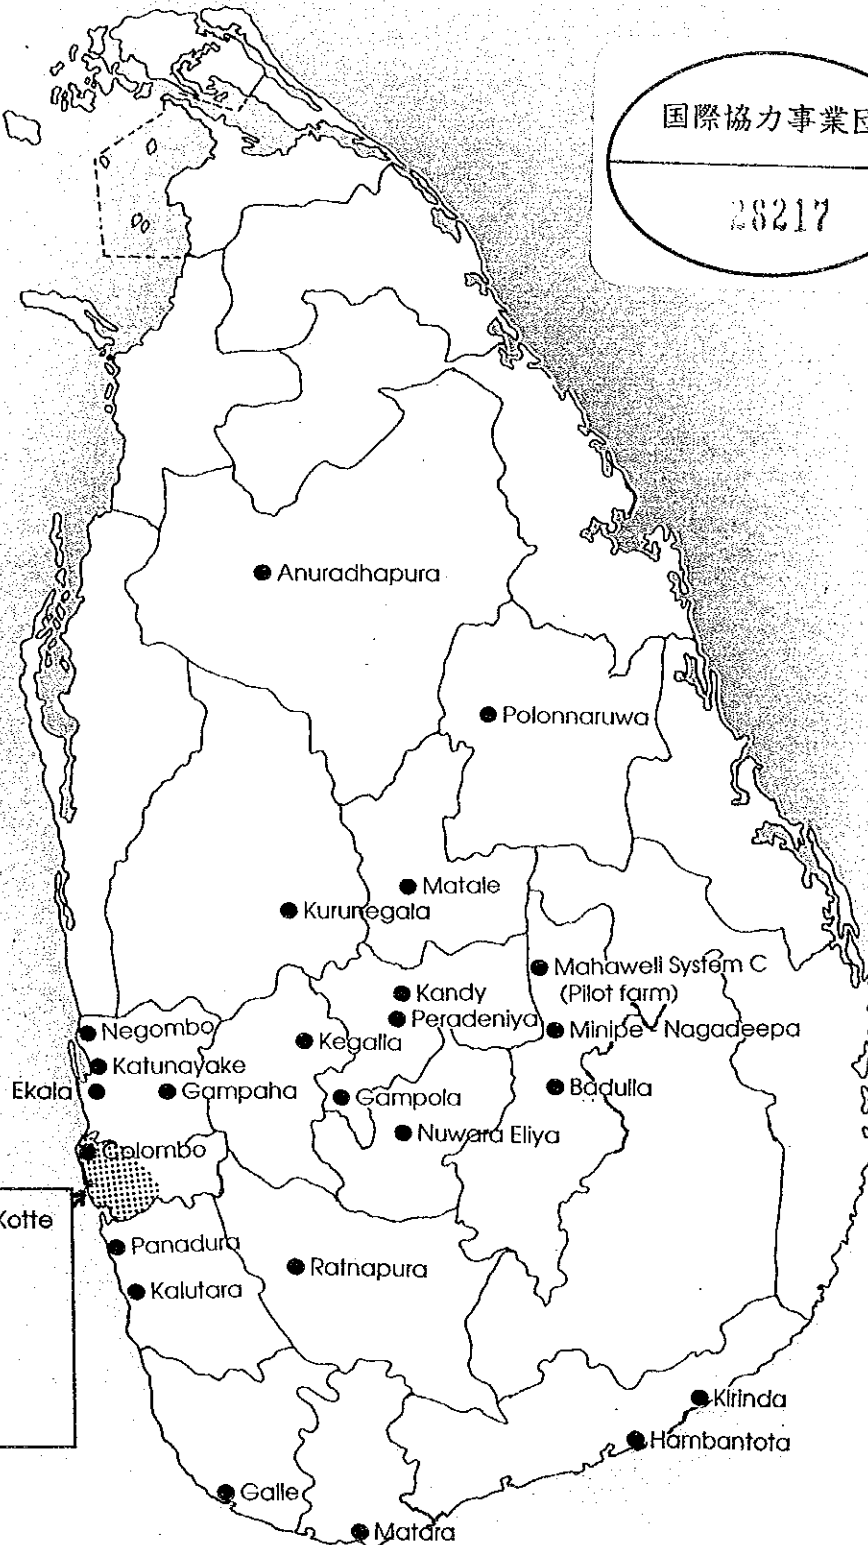 国際協力事業団
28217
Anuradhapura
Polonnaruwa
Matale
Kurunegala
Mahaweli System C
(Pilot farm)
Kandy
Peradeniya
Minipe Nagadeepa
Negombo
Kegalla
Katunayake
Ekala
Gampaha
Gampola
Badulla
Nuwara Eliya
Colombo
Kotte
Panadura
Ratnapura
Kalutara
Kirinda
Hambantota
Galle
Matara